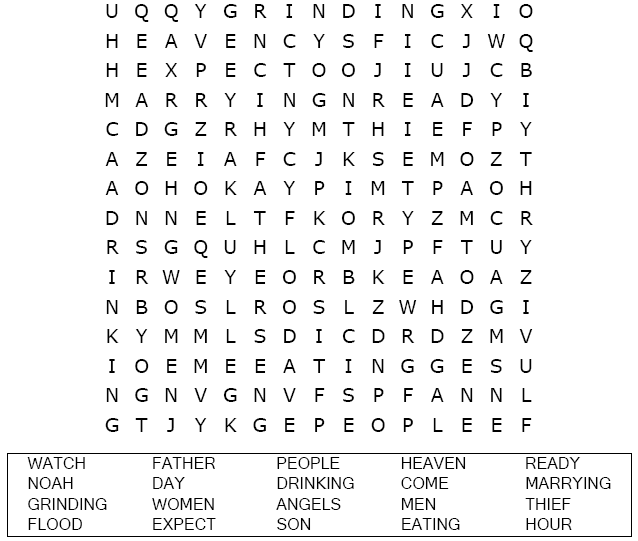 U Q Q Y G R I N D I N G X I O
H E A V E N C Y S F I C J W Q
H E X P E C T O O J I U J C B
M A R R Y I N G N R E A D Y I
C D G Z R H Y M T H I E F P Y
A Z E I A F C J K S E M O Z T
A O H O K A Y P I M T P A O H
D N N E L T F K O R Y Z M C R
R S G Q U H L C M J P F T U Y
I R W E Y E O R B K E A O A Z
N B O S L R O S L Z W H D G I
K Y M M L S D I C D R D Z M V
I O E M E E A T I N G G E S U
N G N V G N V F S P F A N N L
G T J Y K G E P E O P L E E F
WATCH FATHER PEOPLE HEAVEN READY
NOAH DAY DRINKING COME MARRYING
GRINDING WOMEN ANGELS MEN THIEF
FLOOD EXPECT SON EATING HOUR